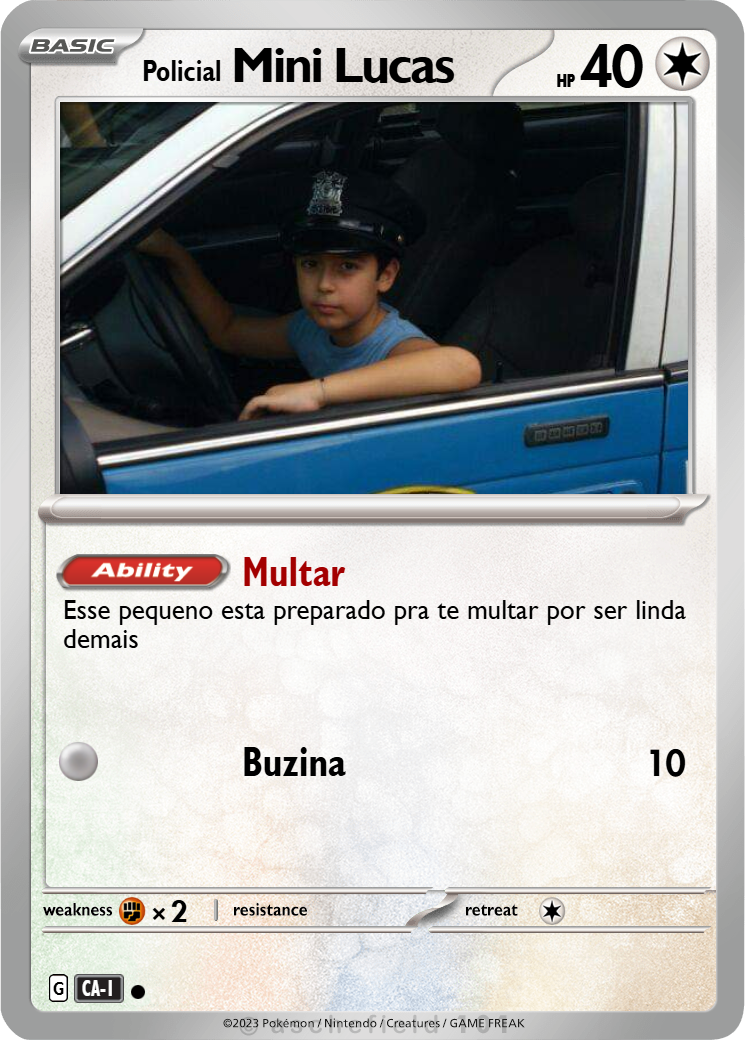 BASIC
Policial Mini Lucas HP 40
Ability Multar
Esse pequeno esta preparado pra te multar por ser linda
demais
Buzina 10
weakness × 2 resistance retreat
G CA-I
©2023 Pokémon / Nintendo / Creatures / GAME FREAK